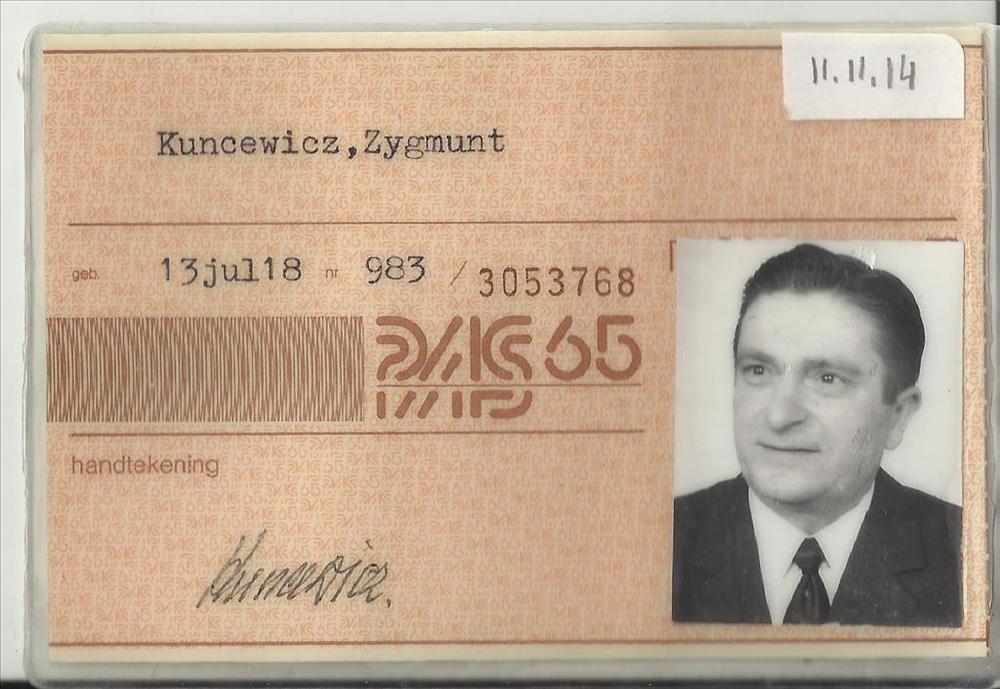 11.11.14
Kuncewicz,Zygmunt
geb. 13jul18 nr 983 / 3053768
PAS 65
handtekening
Kuncewicz.